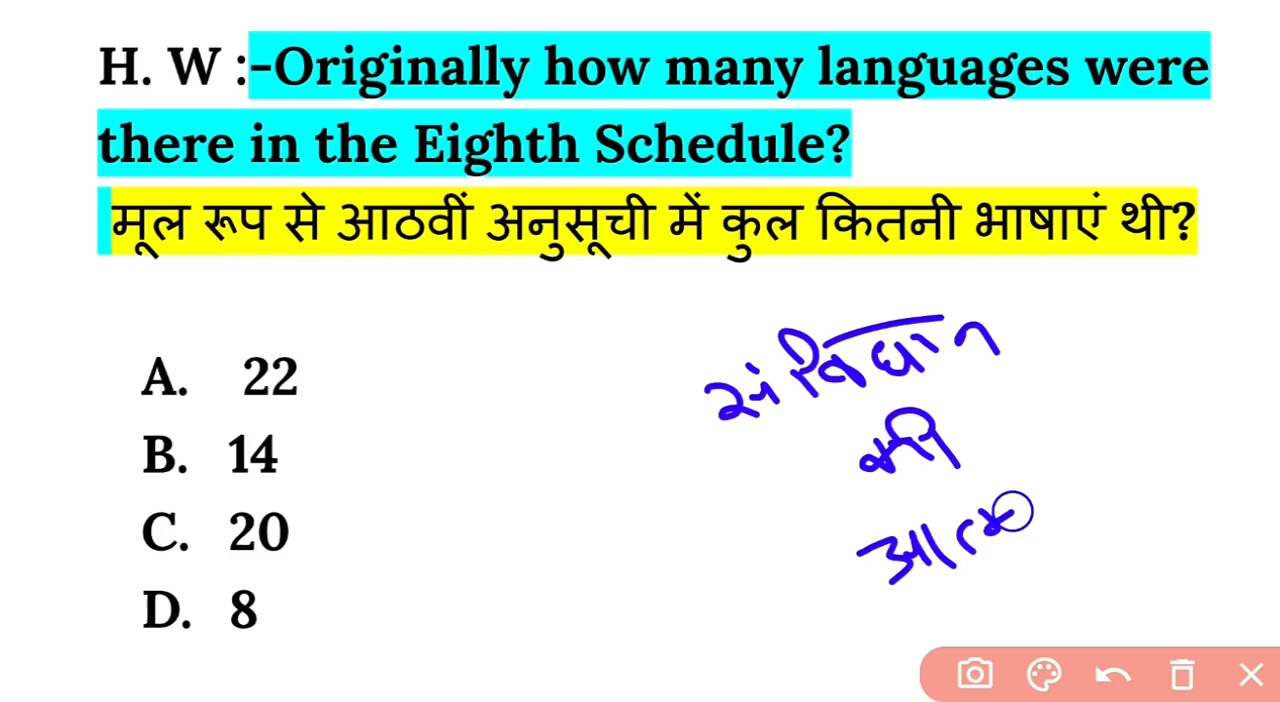 H. W :-Originally how many languages were
there in the Eighth Schedule?
मूल रूप से आठवीं अनुसूची में कुल कितनी भाषाएं थी?
A. 22
B. 14
C. 20
D. 8
संविधान
की